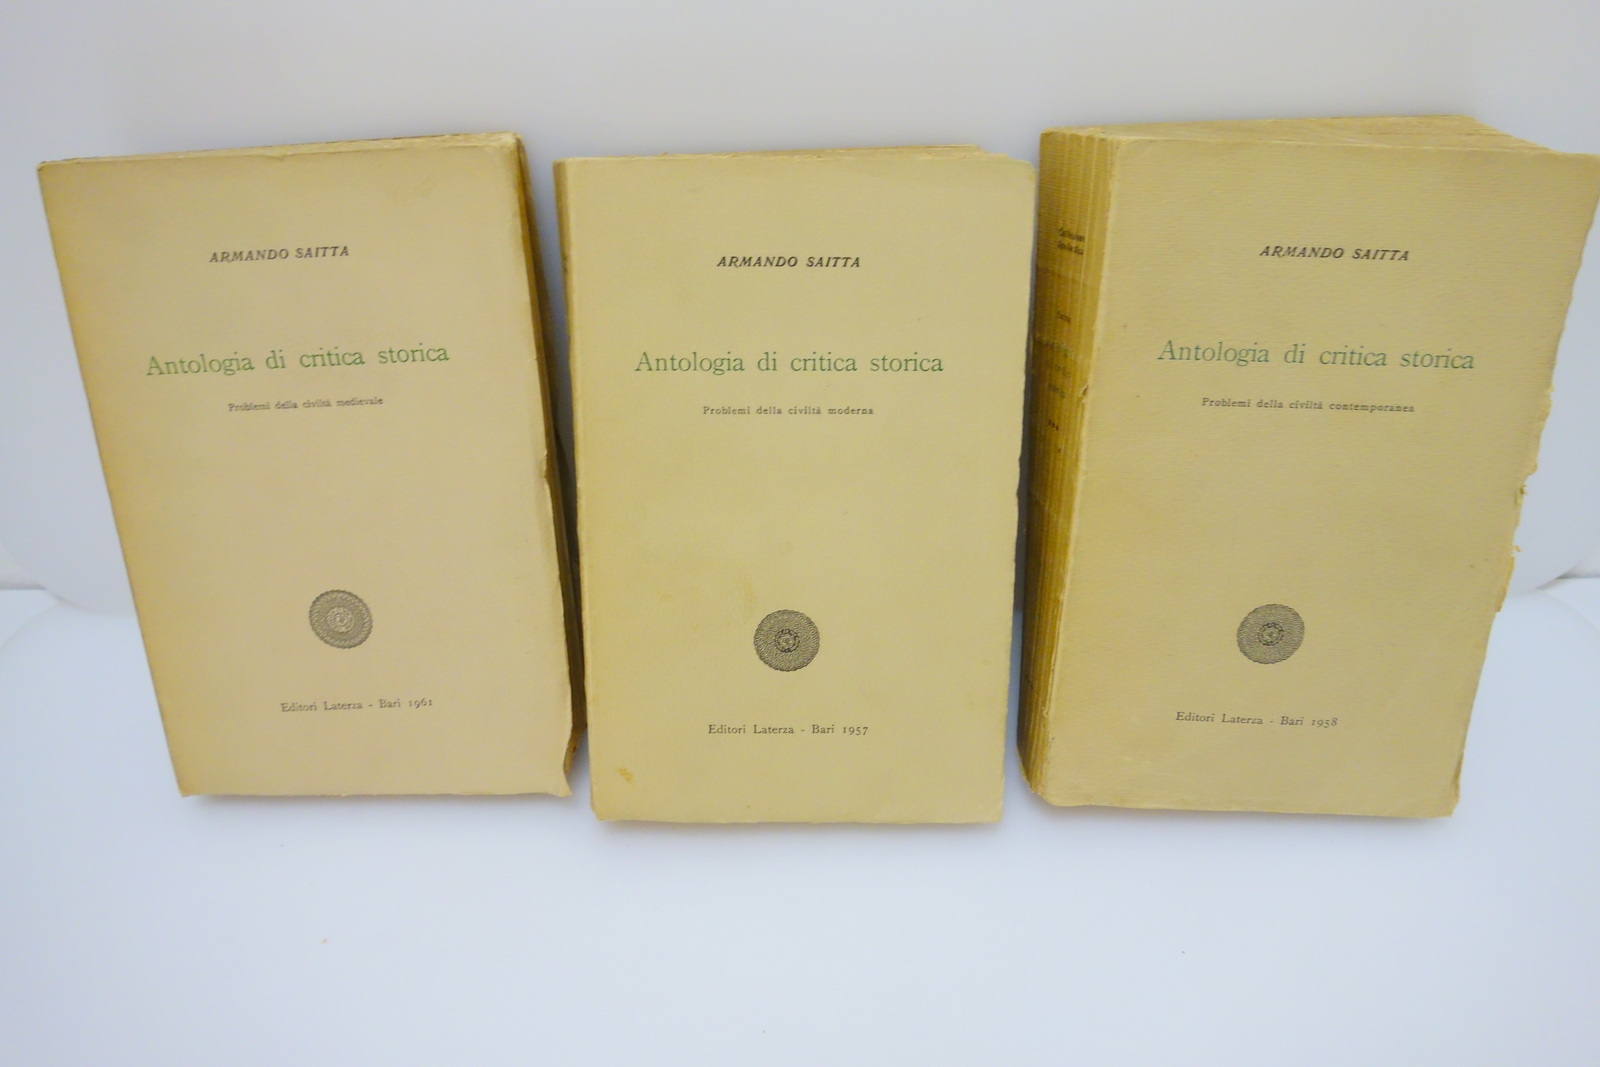 ARMANDO SAITTA
Antologia di critica storica
Problemi della civiltà medievale
Editori Laterza - Bari 1961
ARMANDO SAITTA
Antologia di critica storica
Problemi della civiltà moderna
Editori Laterza - Bari 1957
ARMANDO SAITTA
Antologia di critica storica
Problemi della civiltà contemporanea
Editori Laterza - Bari 1958